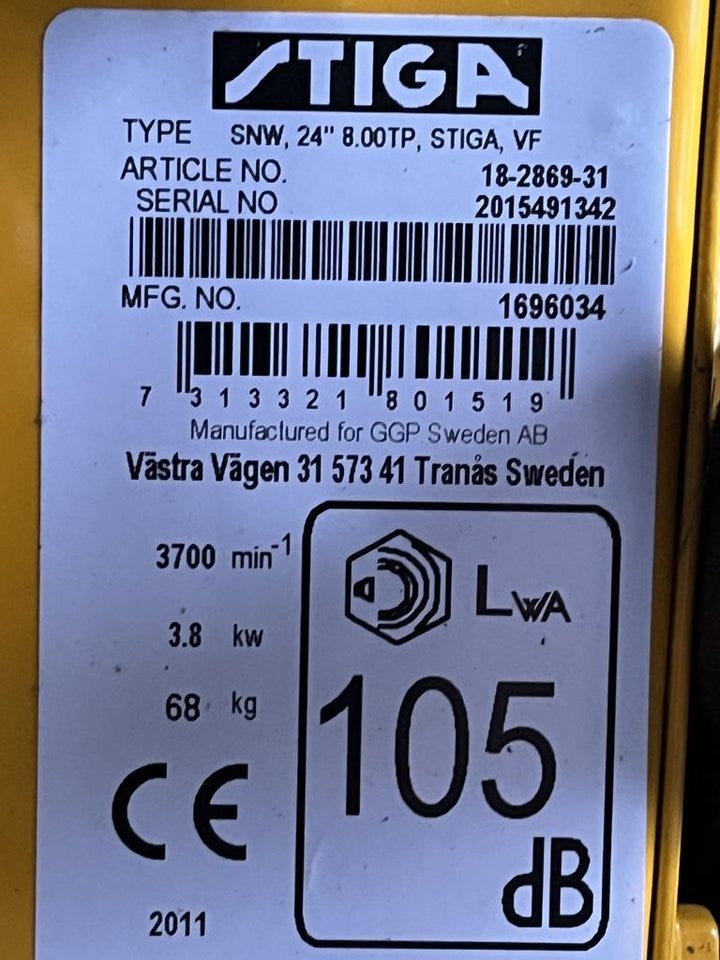 STIGA
TYPE SNW, 24" 8.00TP, STIGA, VF
ARTICLE NO. 18-2869-31
SERIAL NO 2015491342
MFG. NO. 1696034
7 313321 801519
Manufactured for GGP Sweden AB
Västra Vägen 31 573 41 Tranås Sweden
3700 min-1
3.8 kw
68 kg
LWA
105
dB
CE
2011